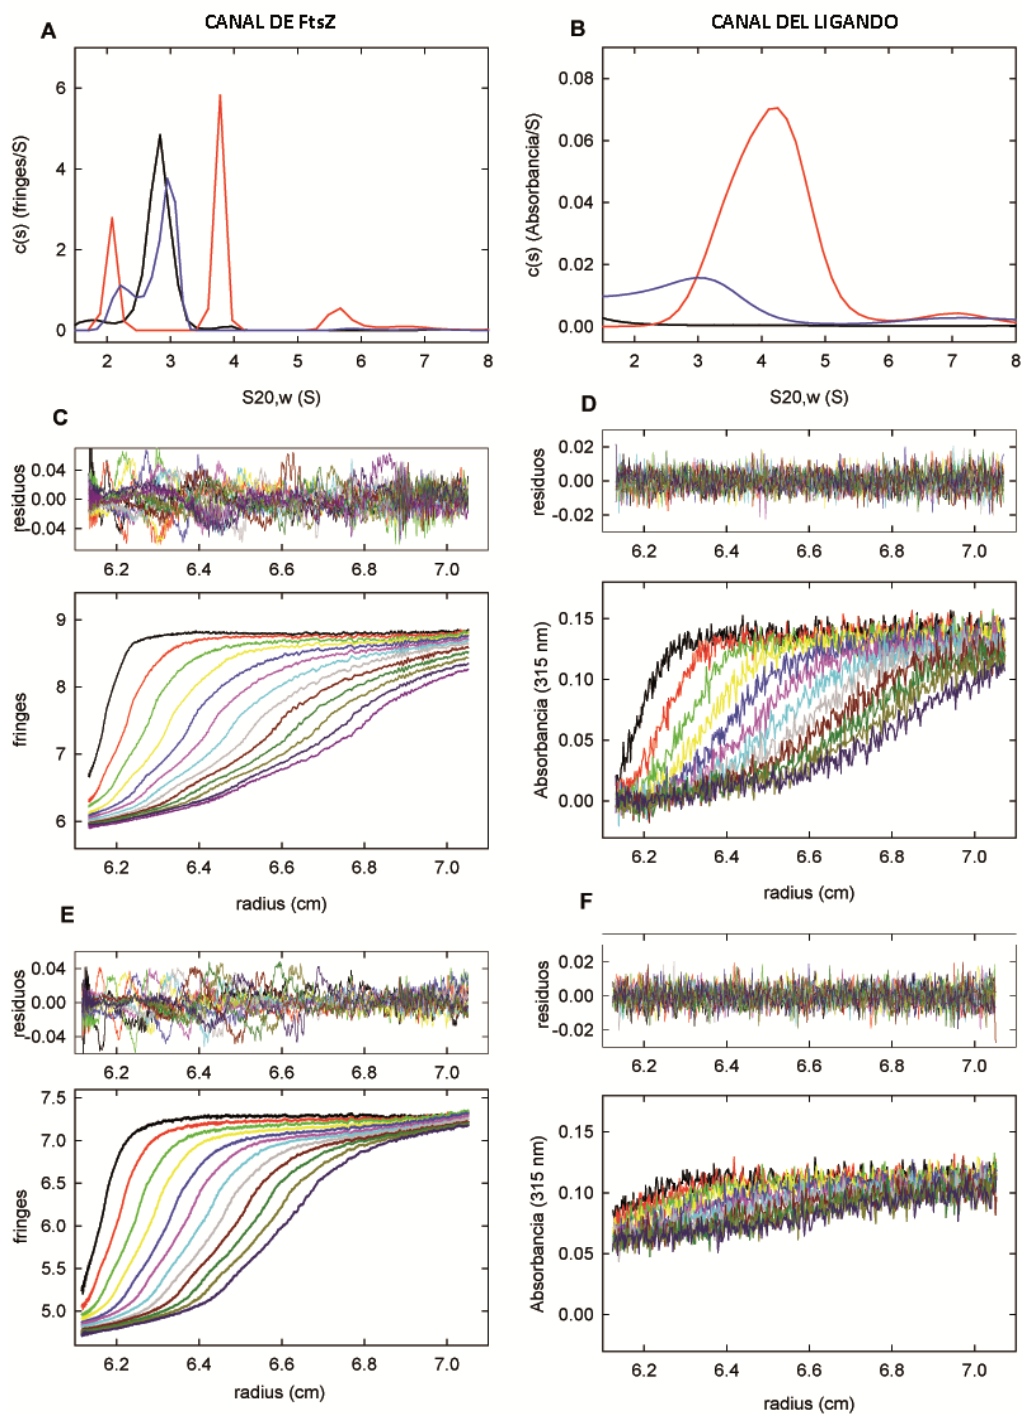 A CANAL DE FtsZ
c(s) (fringes/S)
6
4
2
0
2 3 4 5 6 7 8
S20,w (S)
B CANAL DEL LIGANDO
c(s) (Absorbancia/S)
0.08
0.06
0.04
0.02
0.00
2 3 4 5 6 7 8
S20,w (S)
C
residuos
0.04
0.00
-0.04
6.2 6.4 6.6 6.8 7.0
fringes
9
8
7
6
6.2 6.4 6.6 6.8 7.0
radius (cm)
D
residuos
0.02
0.00
-0.02
6.2 6.4 6.6 6.8 7.0
Absorbancia (315 nm)
0.15
0.10
0.05
0.00
6.2 6.4 6.6 6.8 7.0
radius (cm)
E
residuos
0.04
0.00
-0.04
6.2 6.4 6.6 6.8 7.0
fringes
7.5
7.0
6.5
6.0
5.5
5.0
6.2 6.4 6.6 6.8 7.0
radius (cm)
F
residuos
0.02
0.00
-0.02
6.2 6.4 6.6 6.8 7.0
Absorbancia (315 nm)
0.15
0.10
0.05
0.00
6.2 6.4 6.6 6.8 7.0
radius (cm)